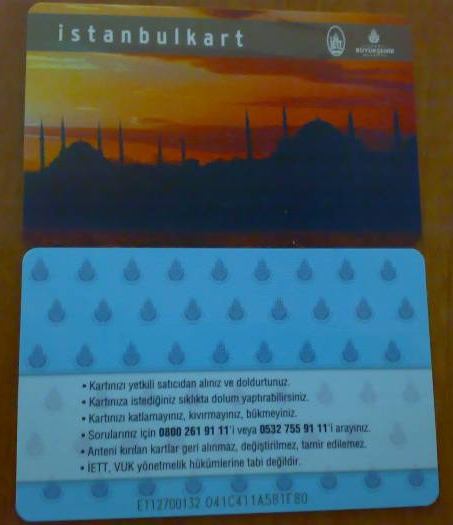 istanbulkart
İETT
BÜYÜKŞEHİR
• Kartınızı yetkili satıcıdan alınız ve doldurtunuz.
• Kartınıza istediğiniz sıklıkta dolum yaptırabilirsiniz.
• Kartınızı katlamayınız, kıvırmayınız, bükmeyiniz.
• Sorularınız için 0800 261 91 11'i veya 0532 755 91 11'i arayınız.
• Anteni kırılan kartlar geri alınmaz, değiştirilmez, tamir edilemez.
• İETT, VUK yönetmelik hükümlerine tabi değildir.
E112700132 041C411A581F80